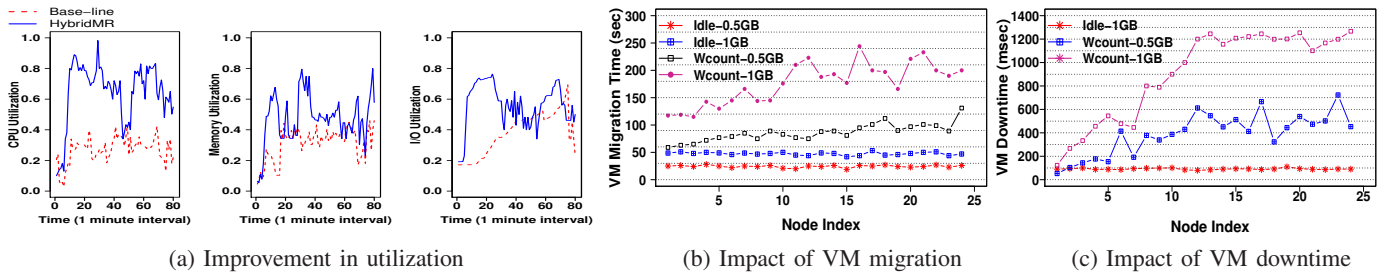 Base-line
HybridMR
CPU Utilization
1.0
0.8
0.6
0.4
0.2
0.0
0 20 40 60 80
Time (1 minute interval)
Memory Utilization
1.0
0.8
0.6
0.4
0.2
0.0
0 20 40 60 80
Time (1 minute interval)
I/O Utilization
1.0
0.8
0.6
0.4
0.2
0.0
0 20 40 60 80
Time (1 minute interval)
(a) Improvement in utilization
VM Migration Time (sec)
300
250
200
150
100
50
0
Idle-0.5GB
Idle-1GB
Wcount-0.5GB
Wcount-1GB
5 10 15 20 25
Node Index
(b) Impact of VM migration
VM Downtime (msec)
1400
1200
1000
800
600
400
200
0
Idle-1GB
Wcount-0.5GB
Wcount-1GB
5 10 15 20 25
Node Index
(c) Impact of VM downtime